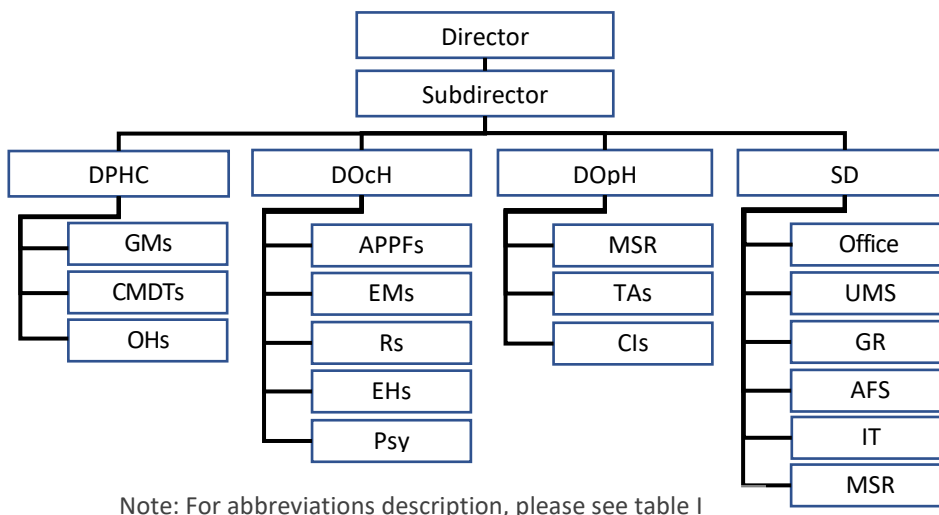 Director
Subdirector
DPHC
DOcH
DOpH
SD
GMs
CMDTs
OHs
APPFs
EMs
Rs
EHs
Psy
MSR
TAs
CIs
Office
UMS
GR
AFS
IT
MSR
Note: For abbreviations description, please see table I